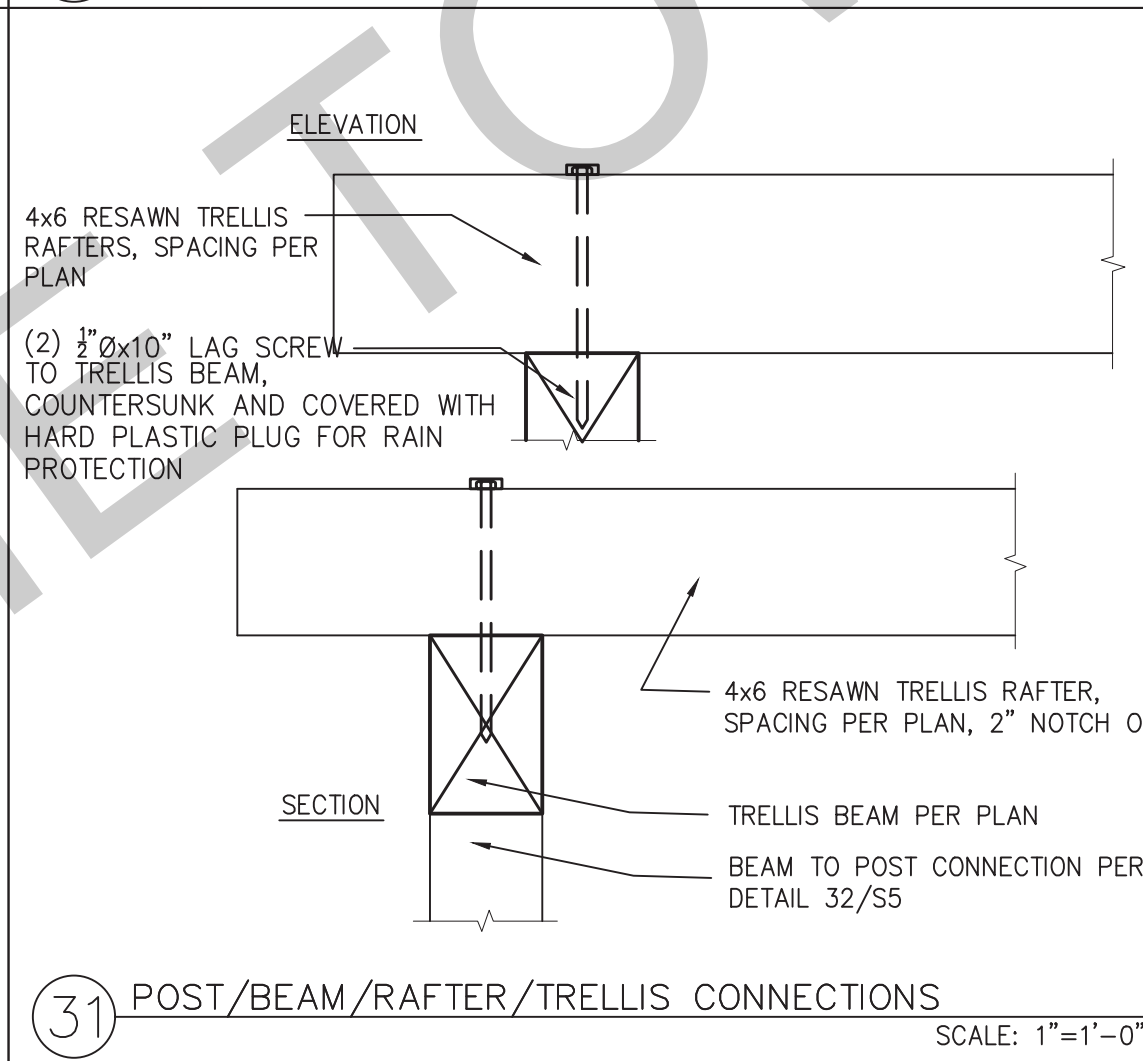 ELEVATION
4x6 RESAWN TRELLIS
RAFTERS, SPACING PER
PLAN
(2) ½"Øx10" LAG SCREW
TO TRELLIS BEAM,
COUNTERSUNK AND COVERED WITH
HARD PLASTIC PLUG FOR RAIN
PROTECTION
4x6 RESAWN TRELLIS RAFTER,
SPACING PER PLAN, 2" NOTCH
SECTION
TRELLIS BEAM PER PLAN
BEAM TO POST CONNECTION PER
DETAIL 32/S5
31 POST/BEAM/RAFTER/TRELLIS CONNECTIONS
SCALE: 1"=1'-0"